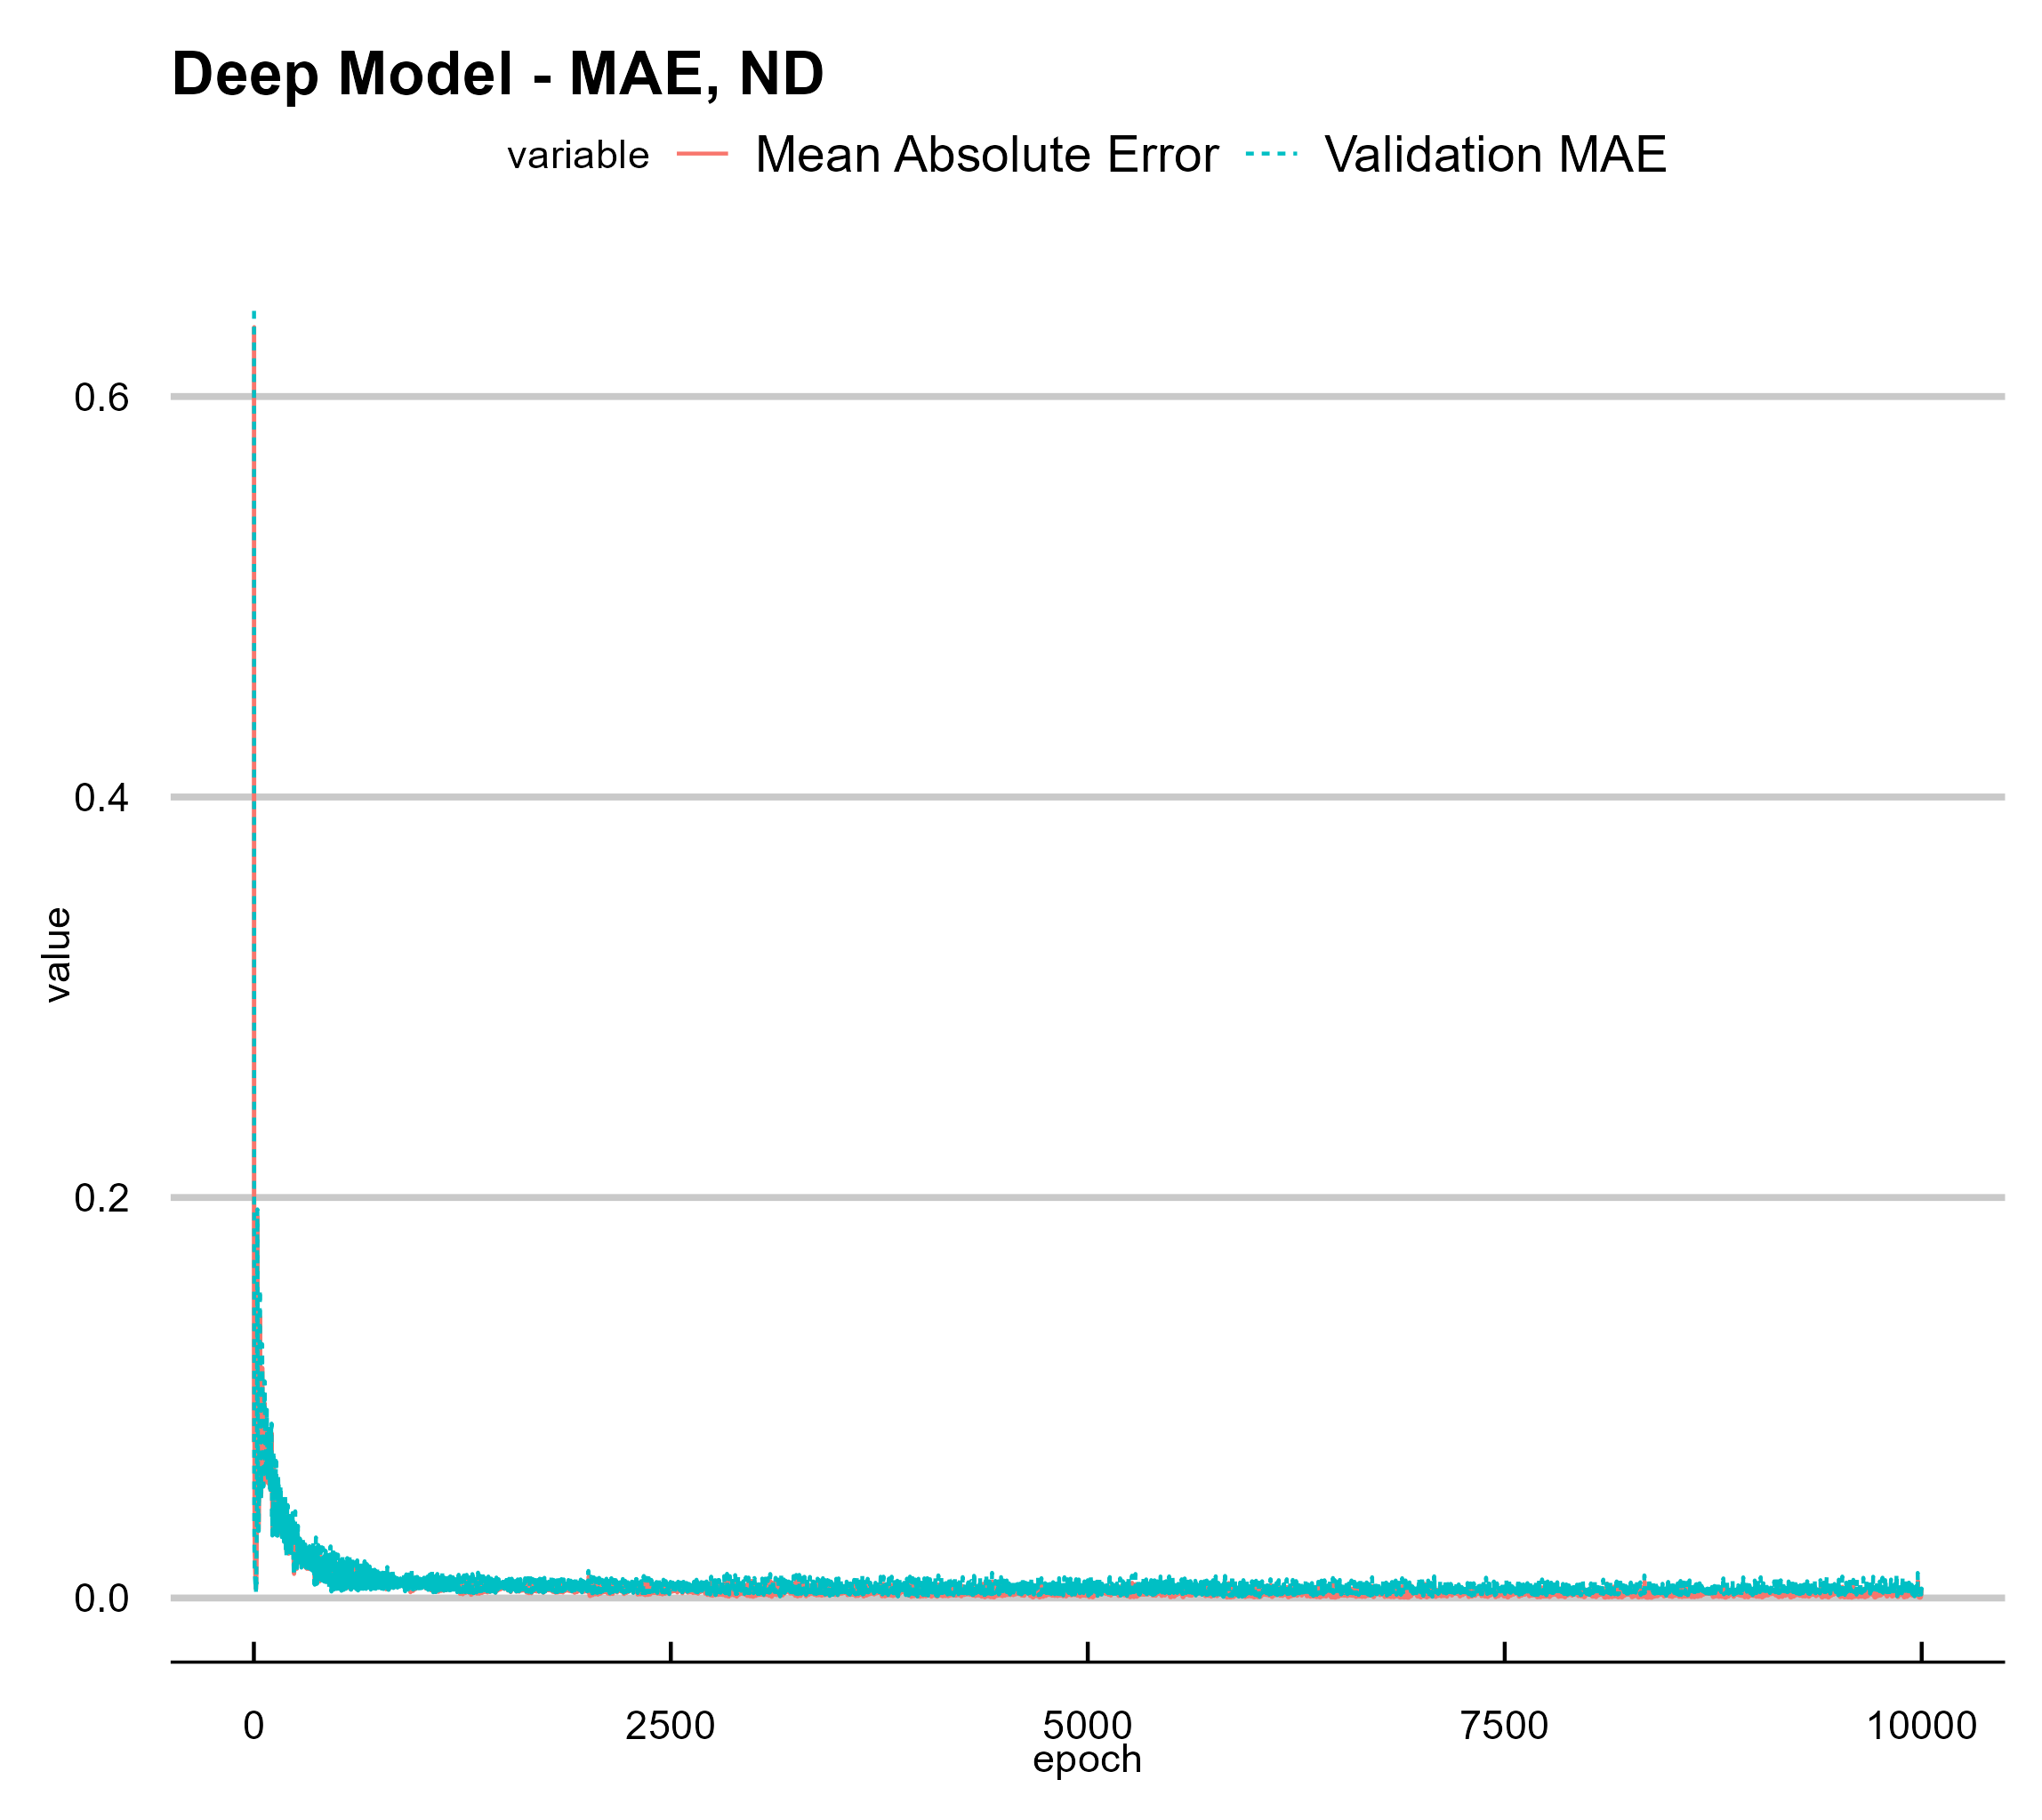 Deep Model - MAE, ND
variable Mean Absolute Error Validation MAE
0.6
0.4
0.2
0.0
value
0 2500 5000 7500 10000
epoch